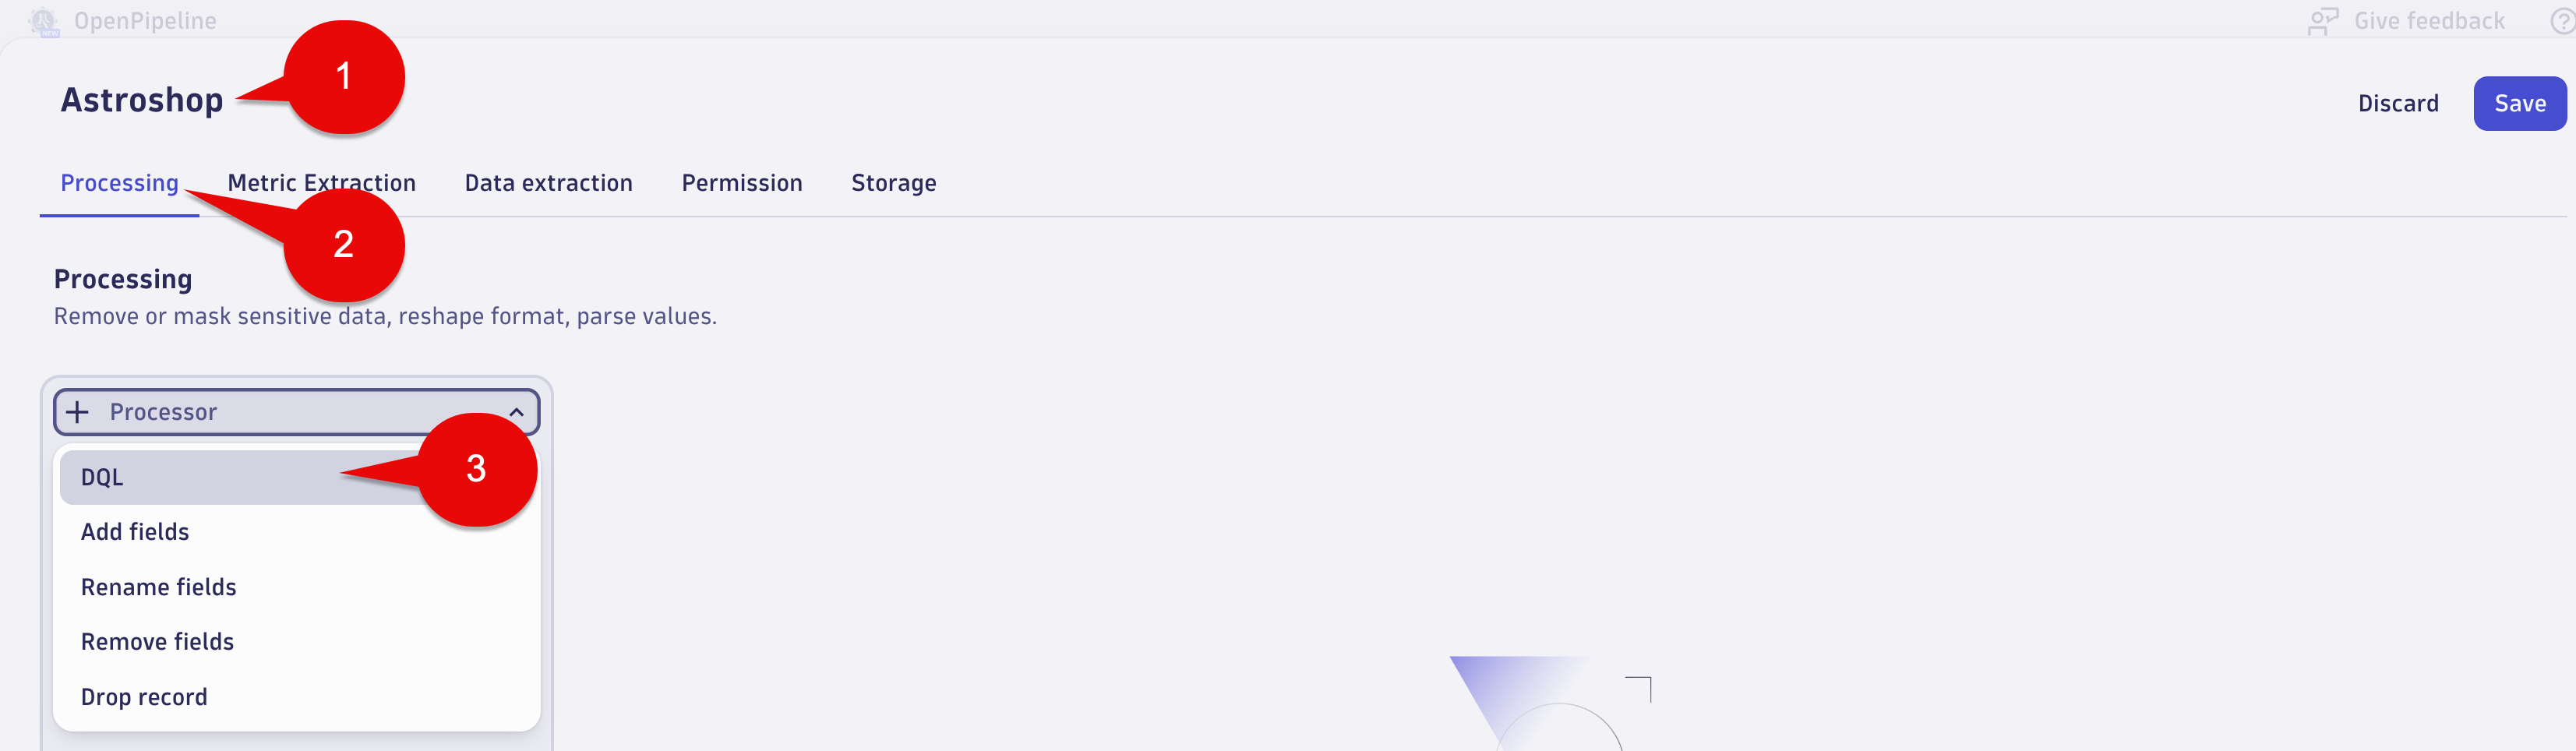 OpenPipeline
NEW
Give feedback
?
Astroshop
1
Discard
Save
Processing
Metric Extraction
Data extraction
Permission
Storage
2
Processing
Remove or mask sensitive data, reshape format, parse values.
Processor
DQL
3
Add fields
Rename fields
Remove fields
Drop record